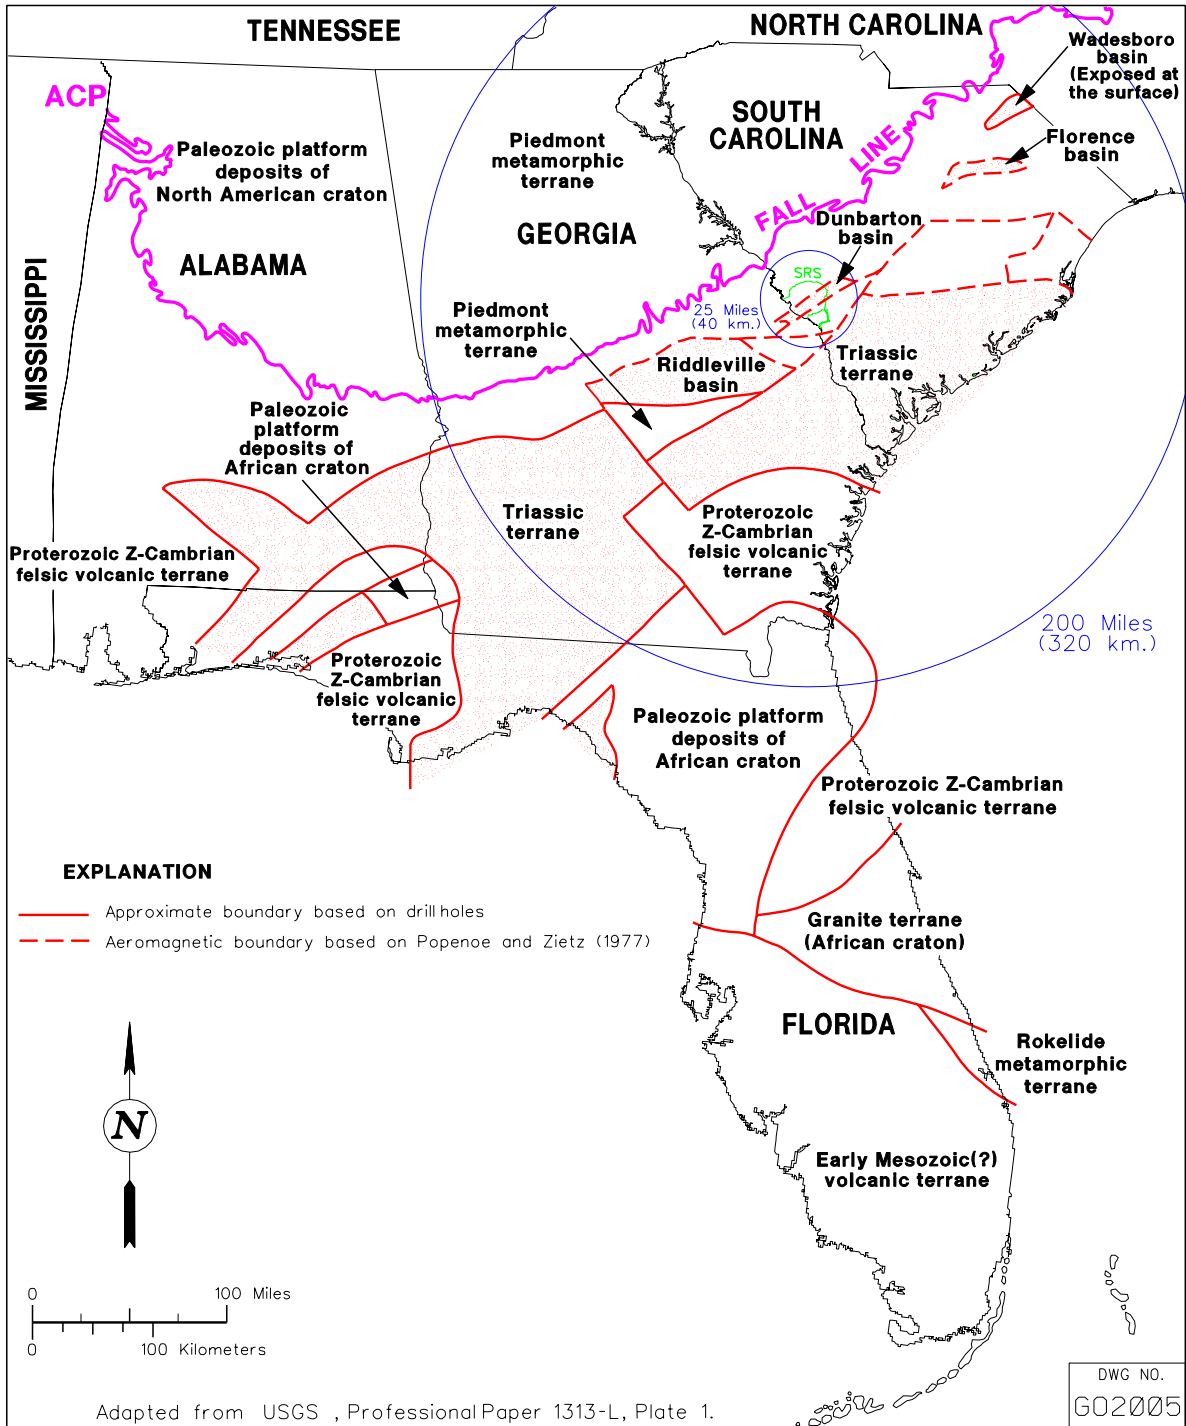 TENNESSEE
NORTH CAROLINA
Wadesboro
basin
(Exposed at
the surface)
ACP
SOUTH
CAROLINA
Florence
basin
Paleozoic platform
deposits of
North American craton
Piedmont
metamorphic
terrane
FALL LINE
Dunbarton
basin
GEORGIA
ALABAMA
MISSISSIPPI
SRS
25 Miles
(40 km.)
Piedmont
metamorphic
terrane
Riddleville
basin
Triassic
terrane
Paleozoic
platform
deposits of
African craton
Triassic
terrane
Proterozoic
Z-Cambrian
felsic volcanic
terrane
Proterozoic Z-Cambrian
felsic volcanic terrane
200 Miles
(320 km.)
Proterozoic
Z-Cambrian
felsic volcanic
terrane
Paleozoic platform
deposits of
African craton
Proterozoic Z-Cambrian
felsic volcanic terrane
EXPLANATION
Approximate boundary based on drill holes
Aeromagnetic boundary based on Popenoe and Zietz (1977)
Granite terrane
(African craton)
FLORIDA
Rokelide
metamorphic
terrane
N
Early Mesozoic(?)
volcanic terrane
0 100 Miles
0 100 Kilometers
Adapted from USGS , Professional Paper 1313-L, Plate 1.
DWG NO.
G02005